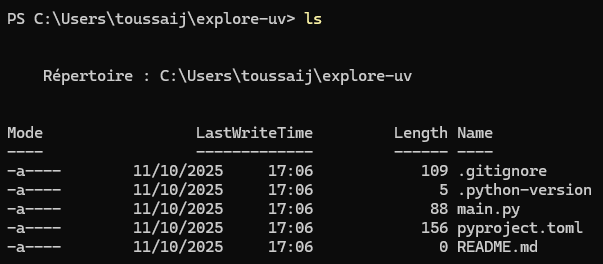 PS C:\Users\toussaij\explore-uv> ls
Répertoire : C:\Users\toussaij\explore-uv
Mode LastWriteTime Length Name
---- ------------- ------ ----
-a---- 11/10/2025 17:06 109 .gitignore
-a---- 11/10/2025 17:06 5 .python-version
-a---- 11/10/2025 17:06 88 main.py
-a---- 11/10/2025 17:06 156 pyproject.toml
-a---- 11/10/2025 17:06 0 README.md